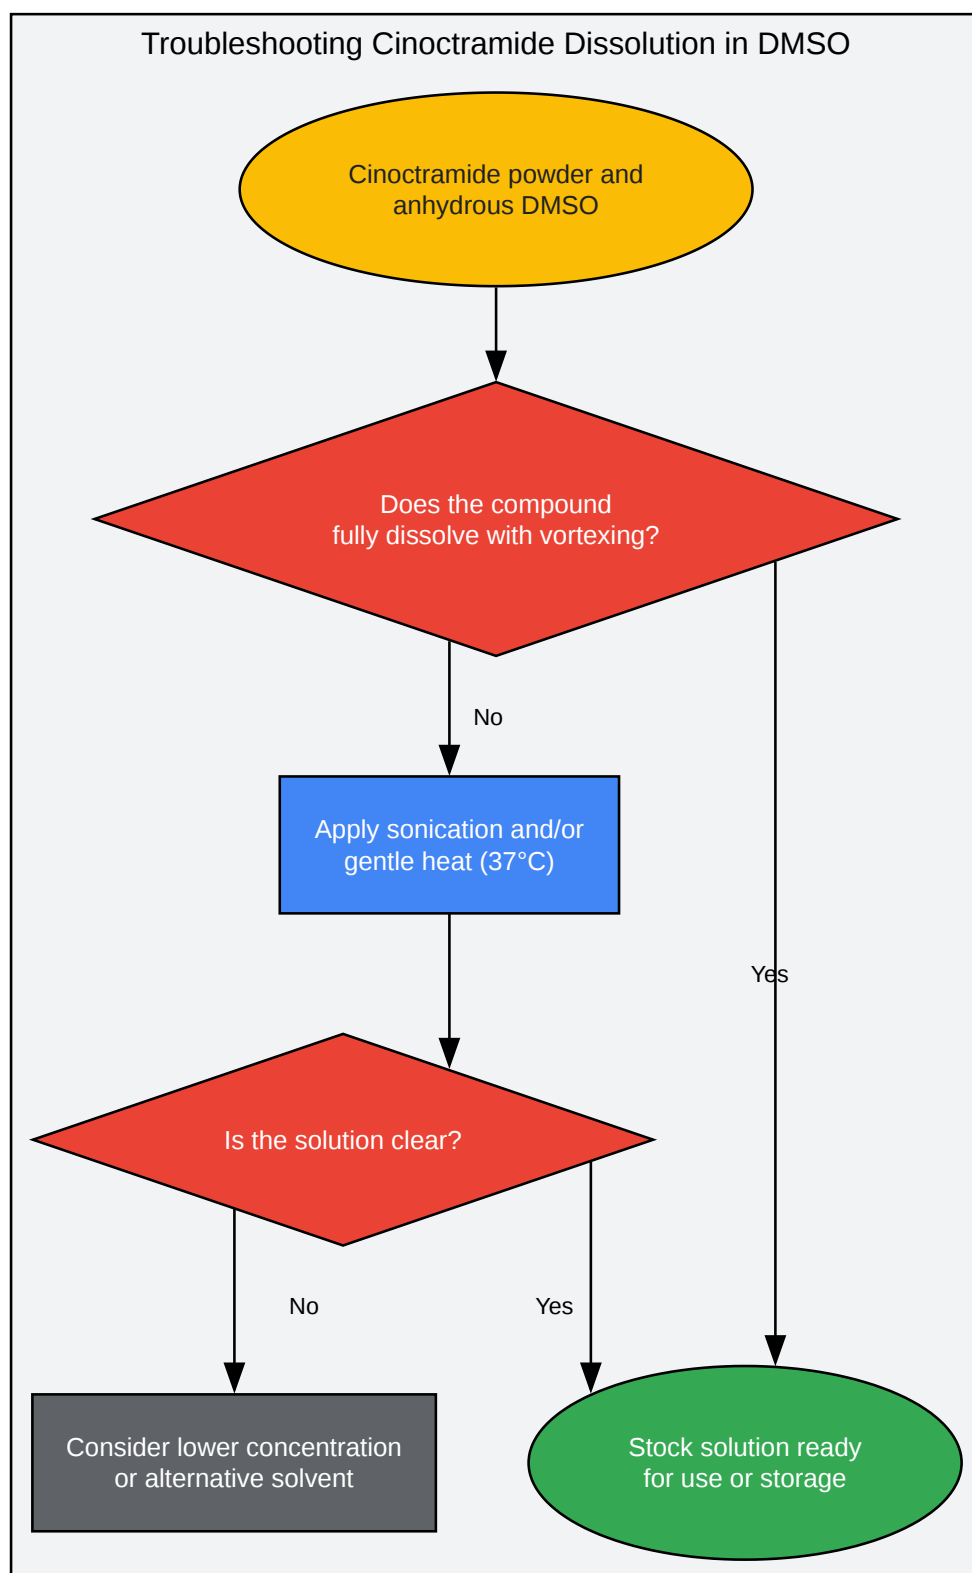 Troubleshooting Cinoctramide Dissolution in DMSO
Cinoctramide powder and
anhydrous DMSO
Does the compound
fully dissolve with vortexing?
No
Apply sonication and/or
gentle heat (37°C)
Yes
Is the solution clear?
No
Yes
Consider lower concentration
or alternative solvent
Stock solution ready
for use or storage